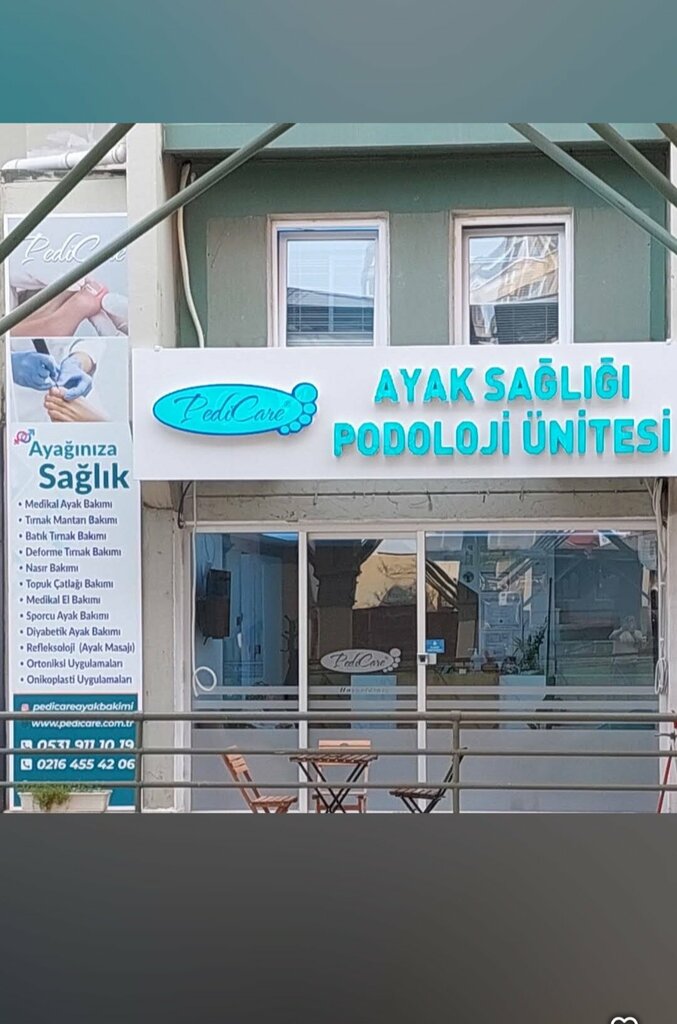 PediCare
Ayağınıza
Sağlık
• Medikal Ayak Bakımı
• Tırnak Mantarı Bakımı
• Batık Tırnak Bakımı
• Deforme Tırnak Bakımı
• Nasır Bakımı
• Topuk Çatlağı Bakımı
• Medikal El Bakımı
• Sporcu Ayak Bakımı
• Diyabetik Ayak Bakımı
• Refleksoloji (Ayak Masajı)
• Ortoniksi Uygulamaları
• Onikoplasti Uygulamaları
pedicareayakbakimi
www.pedicare.com.tr
0531 911 10 19
0216 455 42 06
PediCare®
AYAK SAĞLIĞI
PODOLOJİ ÜNİTESİ
PediCare